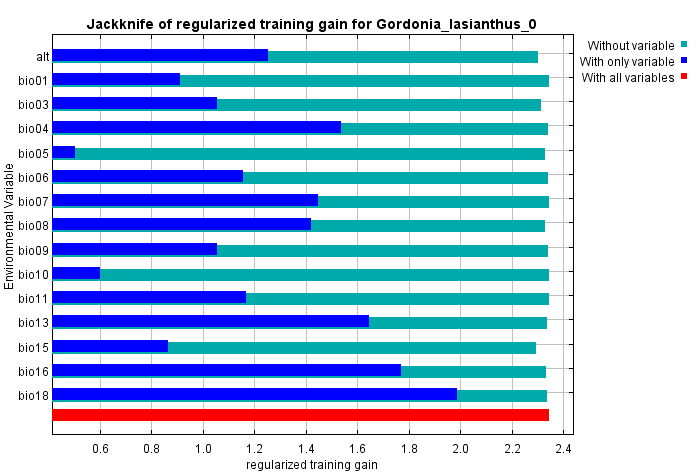 Jackknife of regularized training gain for Gordonia_lasianthus_0
Without variable
With only variable
With all variables
Environmental Variable
alt
bio01
bio03
bio04
bio05
bio06
bio07
bio08
bio09
bio10
bio11
bio13
bio15
bio16
bio18
0.6 0.8 1.0 1.2 1.4 1.6 1.8 2.0 2.2 2.4
regularized training gain